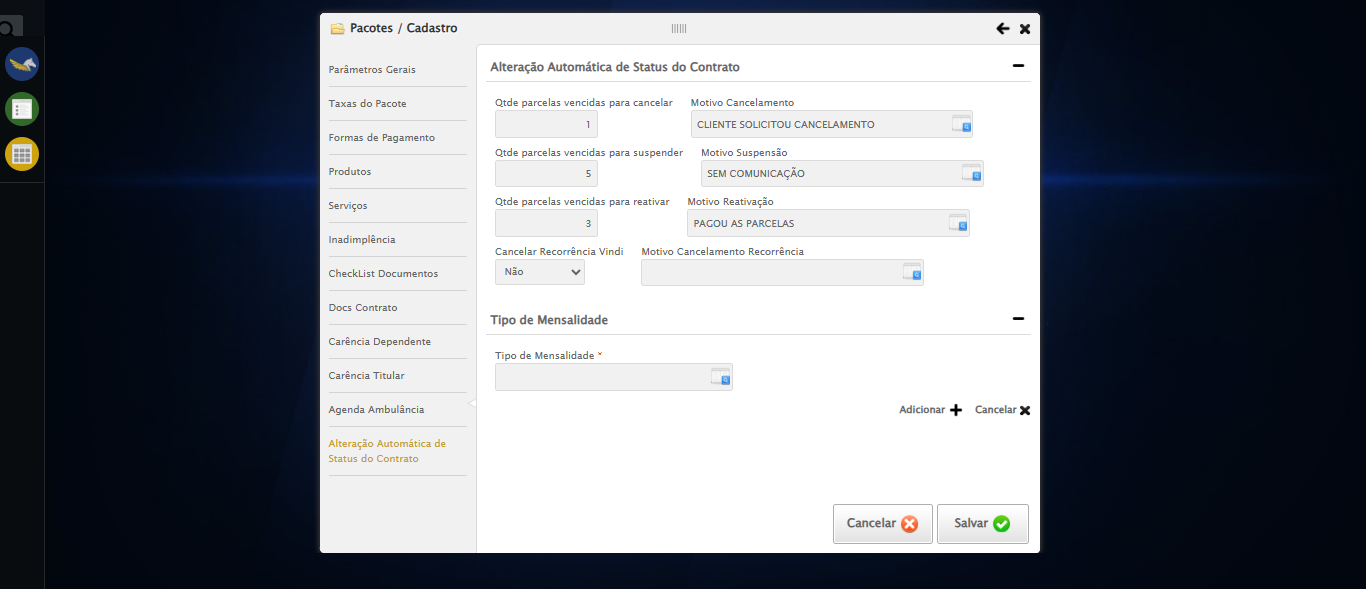 Pacotes / Cadastro
Parâmetros Gerais
Taxas do Pacote
Formas de Pagamento
Produtos
Serviços
Inadimplência
CheckList Documentos
Docs Contrato
Carência Dependente
Carência Titular
Agenda Ambulância
Alteração Automática de
Status do Contrato
Alteração Automática de Status do Contrato
Qtde parcelas vencidas para cancelar Motivo Cancelamento
1 CLIENTE SOLICITOU CANCELAMENTO
Qtde parcelas vencidas para suspender Motivo Suspensão
5 SEM COMUNICAÇÃO
Qtde parcelas vencidas para reativar Motivo Reativação
3 PAGOU AS PARCELAS
Cancelar Recorrência Vindi Motivo Cancelamento Recorrência
Não
Tipo de Mensalidade
Tipo de Mensalidade *
Adicionar Cancelar
Cancelar Salvar